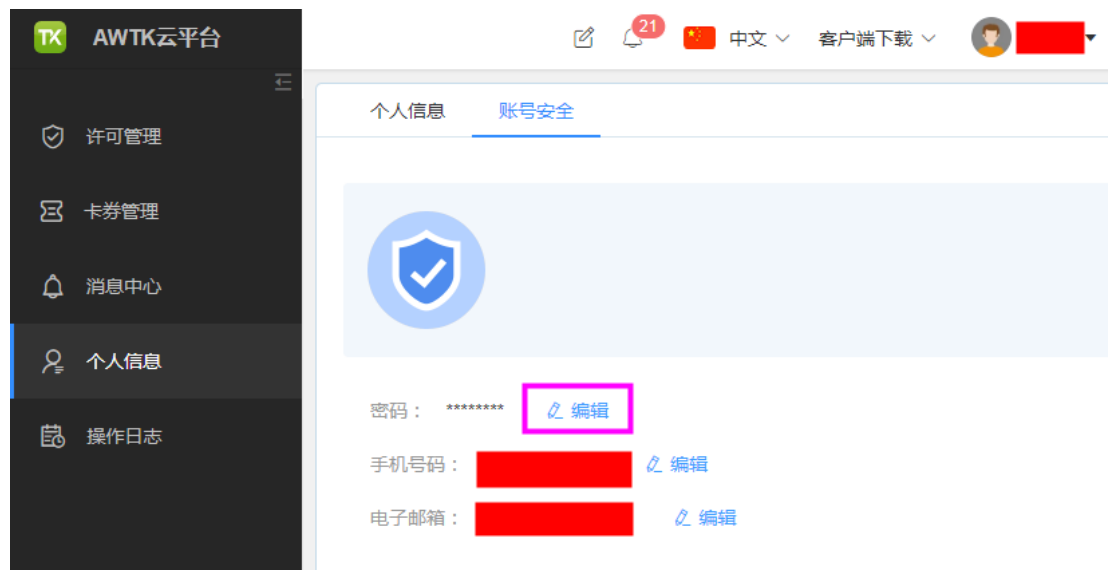 TK AWTK云平台
21 中文 客户端下载
许可管理
卡券管理
消息中心
个人信息
操作日志
个人信息 账号安全
密码： ******** 编辑
手机号码： 编辑
电子邮箱： 编辑